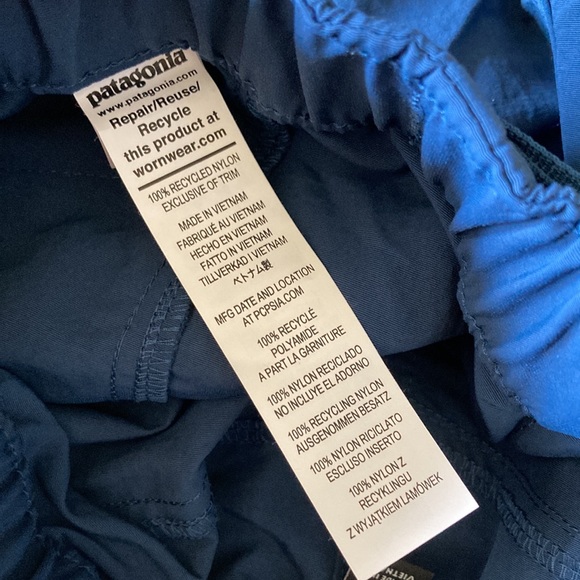 patagonia
www.patagonia.com
Repair/Reuse/
Recycle
this product at
wornwear.com
100% RECYCLED NYLON
EXCLUSIVE OF TRIM
MADE IN VIETNAM
FABRIQUÉ AU VIETNAM
HECHO EN VIETNAM
FATTO IN VIETNAM
TILLVERKAD I VIETNAM
ベトナム製
MFG DATE AND LOCATION
AT PCPSIA.COM
100% RECYCLÉ
POLYAMIDE
A PART LA GARNITURE
100% NYLON RECICLADO
NO INCLUYE EL ADORNO
100% RECYCLING NYLON
AUSGENOMMEN BESATZ
100% NYLON RICICLATO
ESCLUSO INSERTO
100% NYLON Z
RECYKLINGU
Z WYJĄTKIEM LAMÓWEK